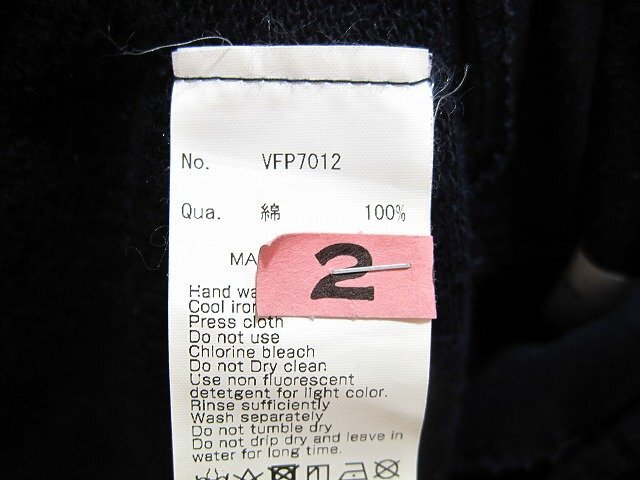 No. VFP7012
Qua. 綿 100%
MA
2
Hand wa
Cool iron
Press cloth
Do not use
Chlorine bleach
Do not Dry clean
Use non fluorescent
detetgent for light color.
Rinse sufficiently
Wash separately
Do not tumble dry
Do not drip dry and leave in
water for long time.